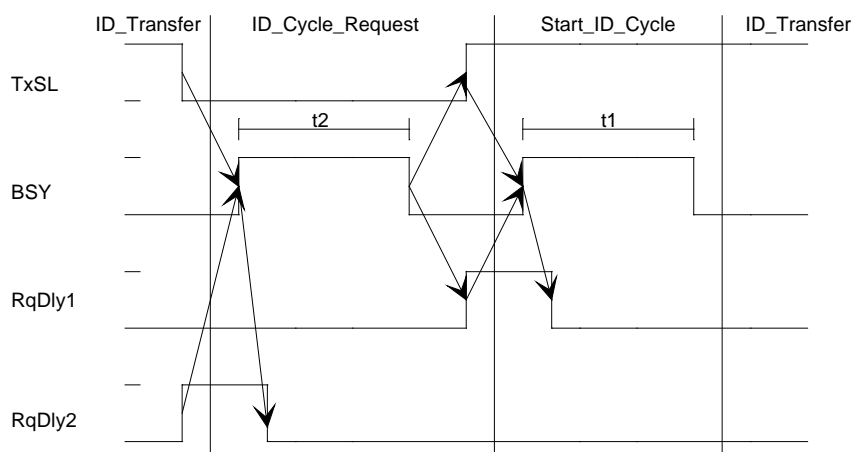 ID_Transfer ID_Cycle_Request Start_ID_Cycle ID_Transfer
TxSL
t2 t1
BSY
RqDly1
RqDly2